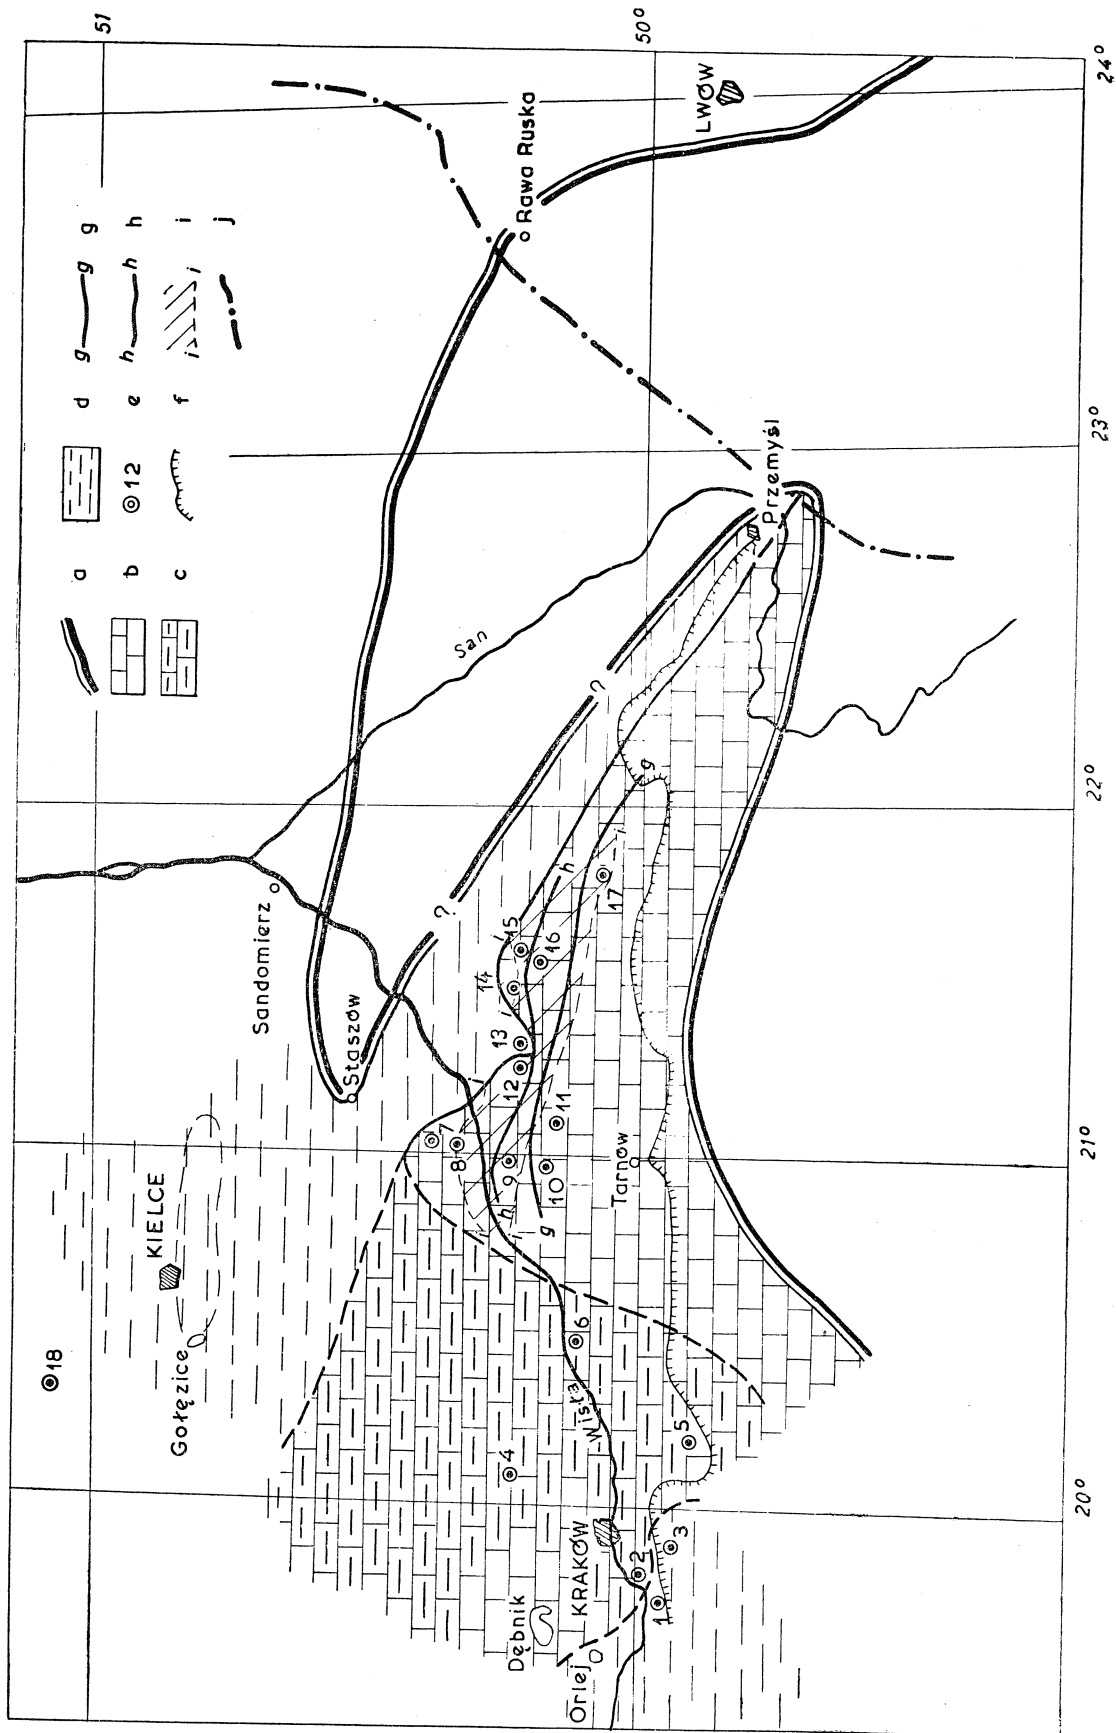 51
50°
24°
23°
22°
21°
20°
a
b
c
d
12
e
f
g g g
h h h
i i i
j
LWÓW
Rawa Ruska
Przemyśl
San
Sandomierz
Staszów
KIELCE
Gołęzice
Tarnów
Wisła
KRAKÓW
Dębnik
Orlej
?
?
g
g
h
h
i
i
i
i
i
1
2
3
4
5
6
7
8
9
10
11
12
13
14
15
16
17
18